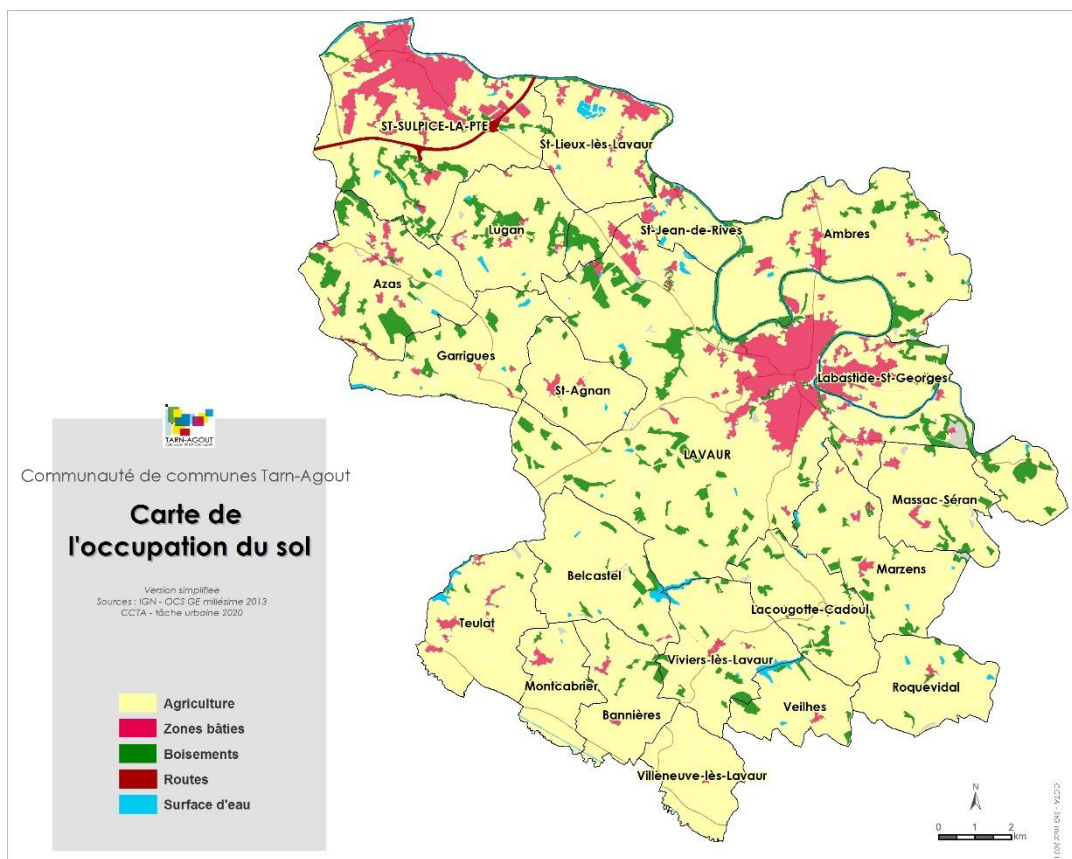 ST-SULPICE-LA-PTE
St-Lieux-lès-Lavaur
Lugan
St-Jean-de-Rives
Ambres
Azas
Garrigues
St-Agnan
Labastide-St-Georges
LAVAUR
Massac-Séran
Marzens
Belcastel
Lacougotte-Cadoul
Teulat
Viviers-lès-Lavaur
Montcabrier
Bannières
Veilhes
Roquevidal
Villeneuve-lès-Lavaur
TARN-AGOUT
Communauté de communes Tarn-Agout
Carte de
l'occupation du sol
Version simplifiee
Sources : IGN - OCS GE millésime 2013
CCTA - tâche urbaine 2020
Agriculture
Zones bâties
Boisements
Routes
Surface d'eau
N
0 1 2
km